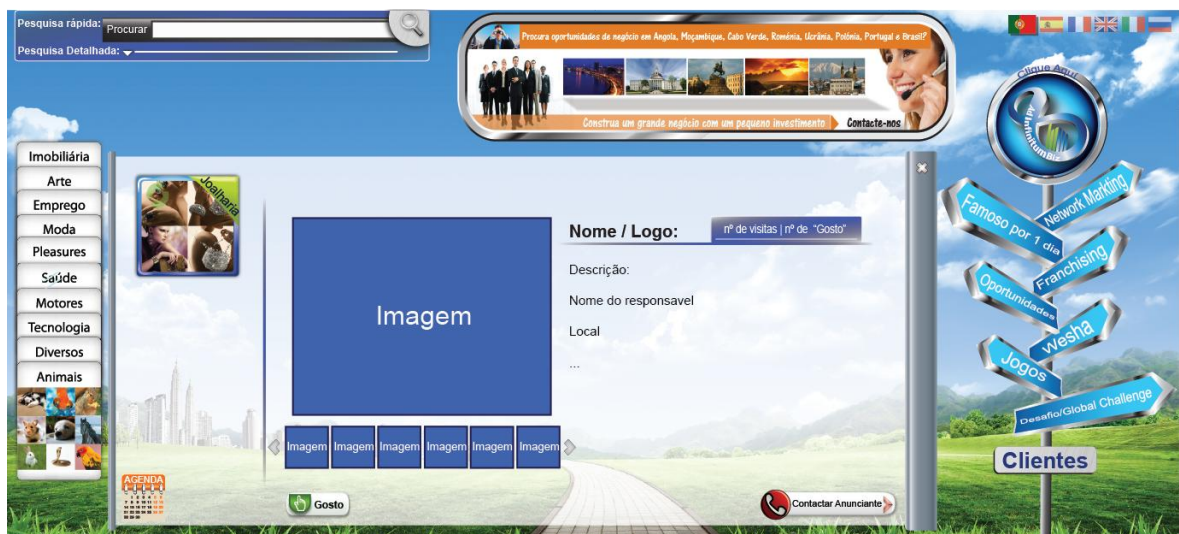 Pesquisa rápida:
Procurar
Pesquisa Detalhada:
Procura oportunidades de negócio em Angola, Moçambique, Cabo Verde, Roménia, Ucrânia, Polónia, Portugal e Brasil?
Construa um grande negócio com um pequeno investimento
Contacte-nos
Clique Aqui
AdInfinitumBiz
Imobiliária
Arte
Emprego
Moda
Pleasures
Saúde
Motores
Tecnologia
Diversos
Animais
Joalharia
AGENDA
Imagem
Imagem Imagem Imagem Imagem Imagem Imagem
Gosto
Nome / Logo:
nº de visitas | nº de "Gosto"
Descrição:
Nome do responsavel
Local
...
Contactar Anunciante
Network Markting
Famoso por 1 dia
Franchising
Oportunidades
Wesha
Jogos
Desafio/Global Challenge
Clientes